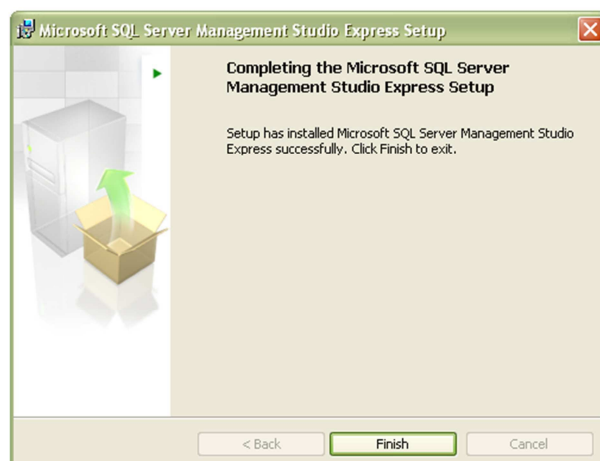 Microsoft SQL Server Management Studio Express Setup
Completing the Microsoft SQL Server
Management Studio Express Setup
Setup has installed Microsoft SQL Server Management Studio
Express successfully. Click Finish to exit.
< Back Finish Cancel